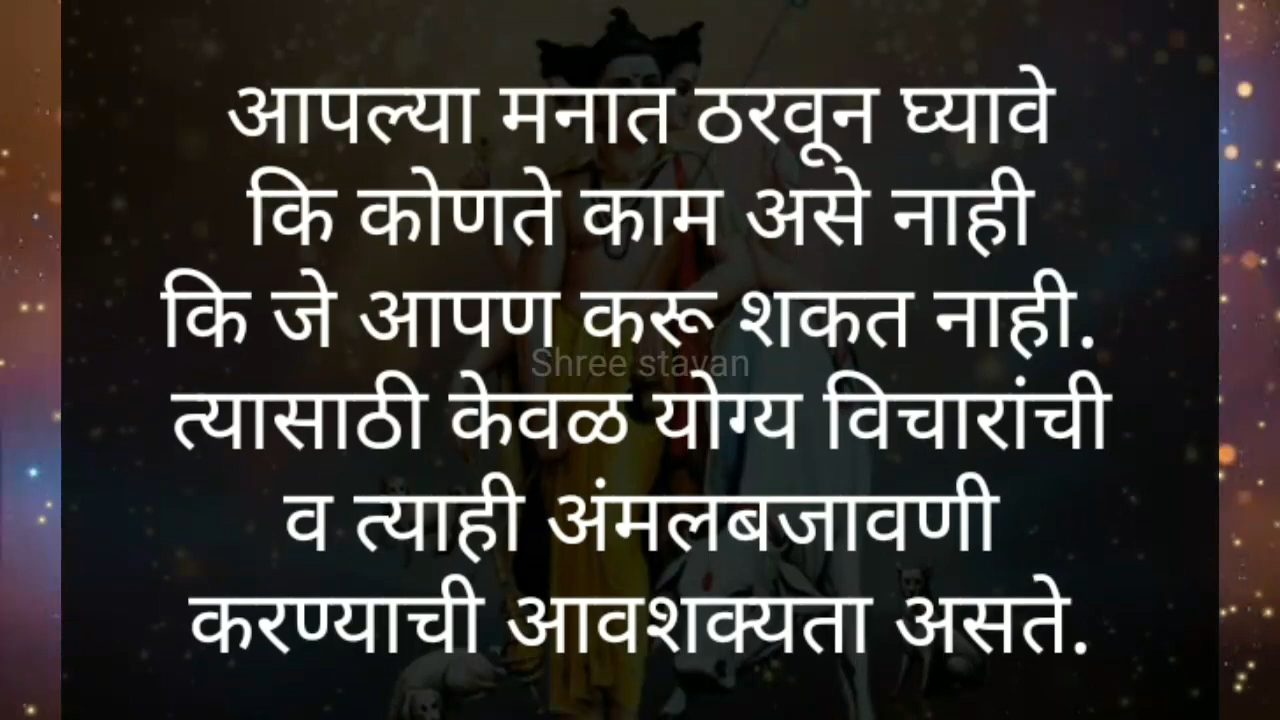 आपल्या मनात ठरवून घ्यावे
कि कोणते काम असे नाही
कि जे आपण करू शकत नाही.
Shree stavan
त्यासाठी केवळ योग्य विचारांची
व त्याही अंमलबजावणी
करण्याची आवशक्यता असते.